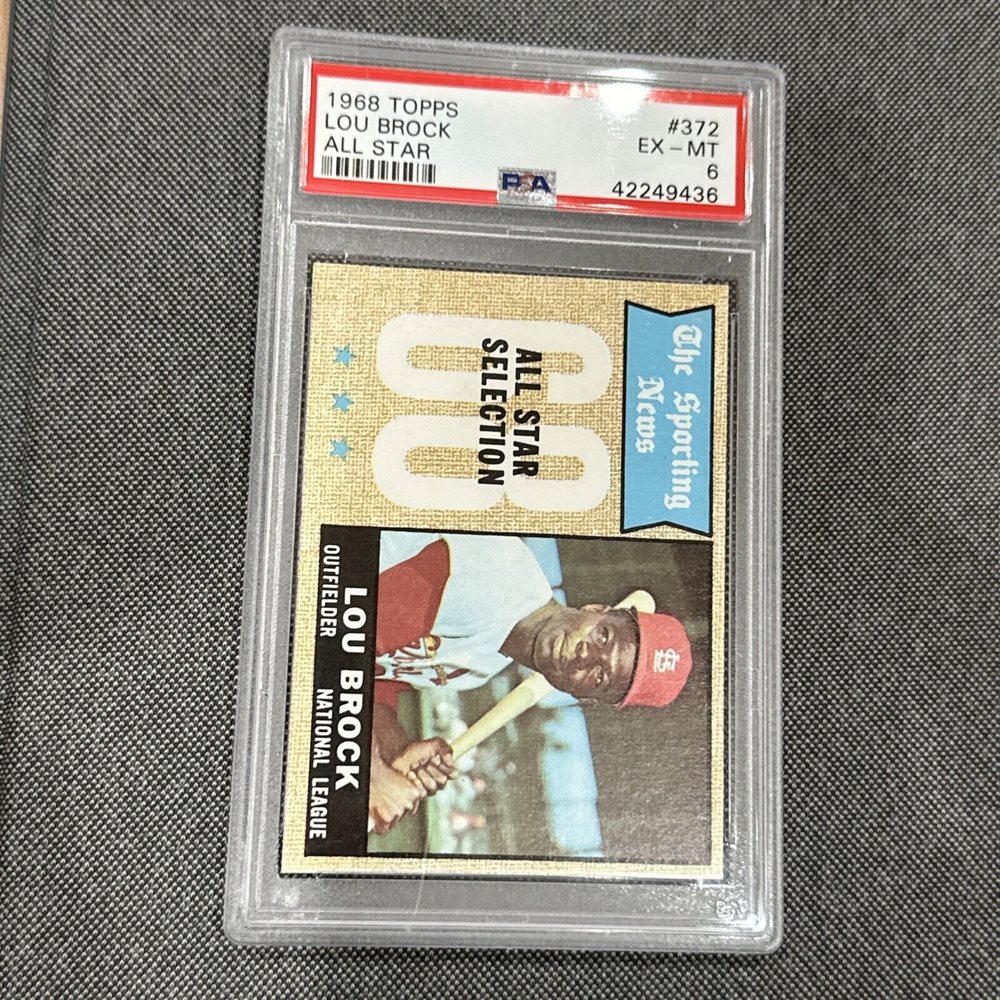 1968 TOPPS
LOU BROCK
ALL STAR
#372
EX - MT
6
42249436
PSA
The Sporting
News
68
ALL STAR
SELECTION
LOU BROCK
OUTFIELDER NATIONAL LEAGUE